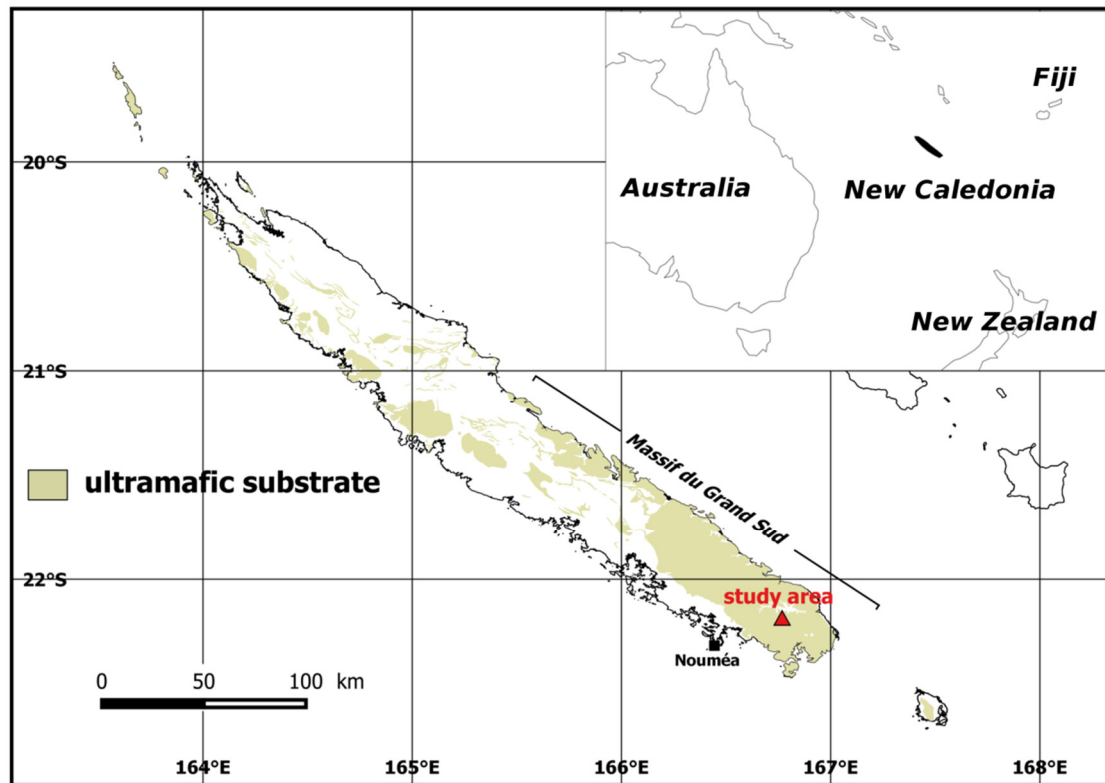 Fiji
Australia
New Caledonia
New Zealand
20°S
21°S
22°S
ultramafic substrate
Massif du Grand Sud
study area
Nouméa
0 50 100 km
164°E 165°E 166°E 167°E 168°E